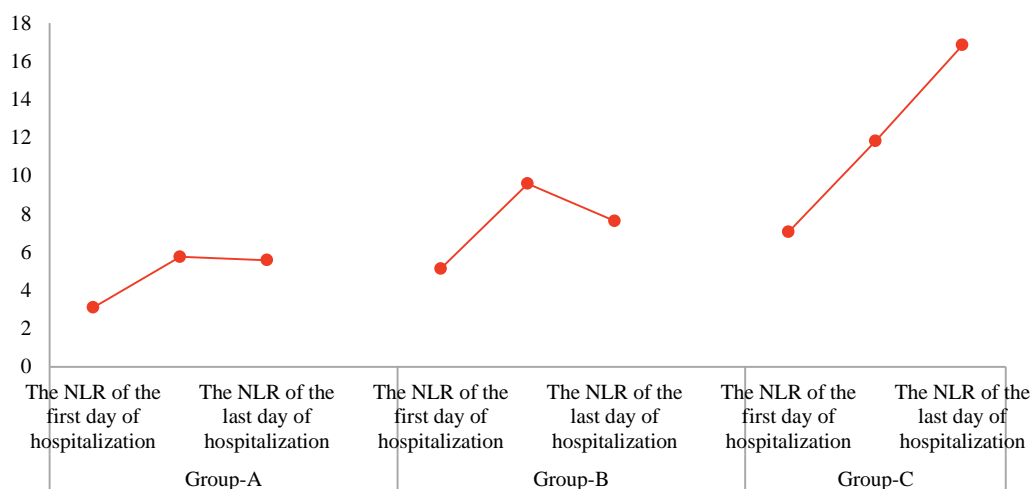 18
16
14
12
10
8
6
4
2
0
The NLR of the
first day of
hospitalization
The NLR of the
last day of
hospitalization
The NLR of the
first day of
hospitalization
The NLR of the
last day of
hospitalization
The NLR of the
first day of
hospitalization
The NLR of the
last day of
hospitalization
Group-A
Group-B
Group-C